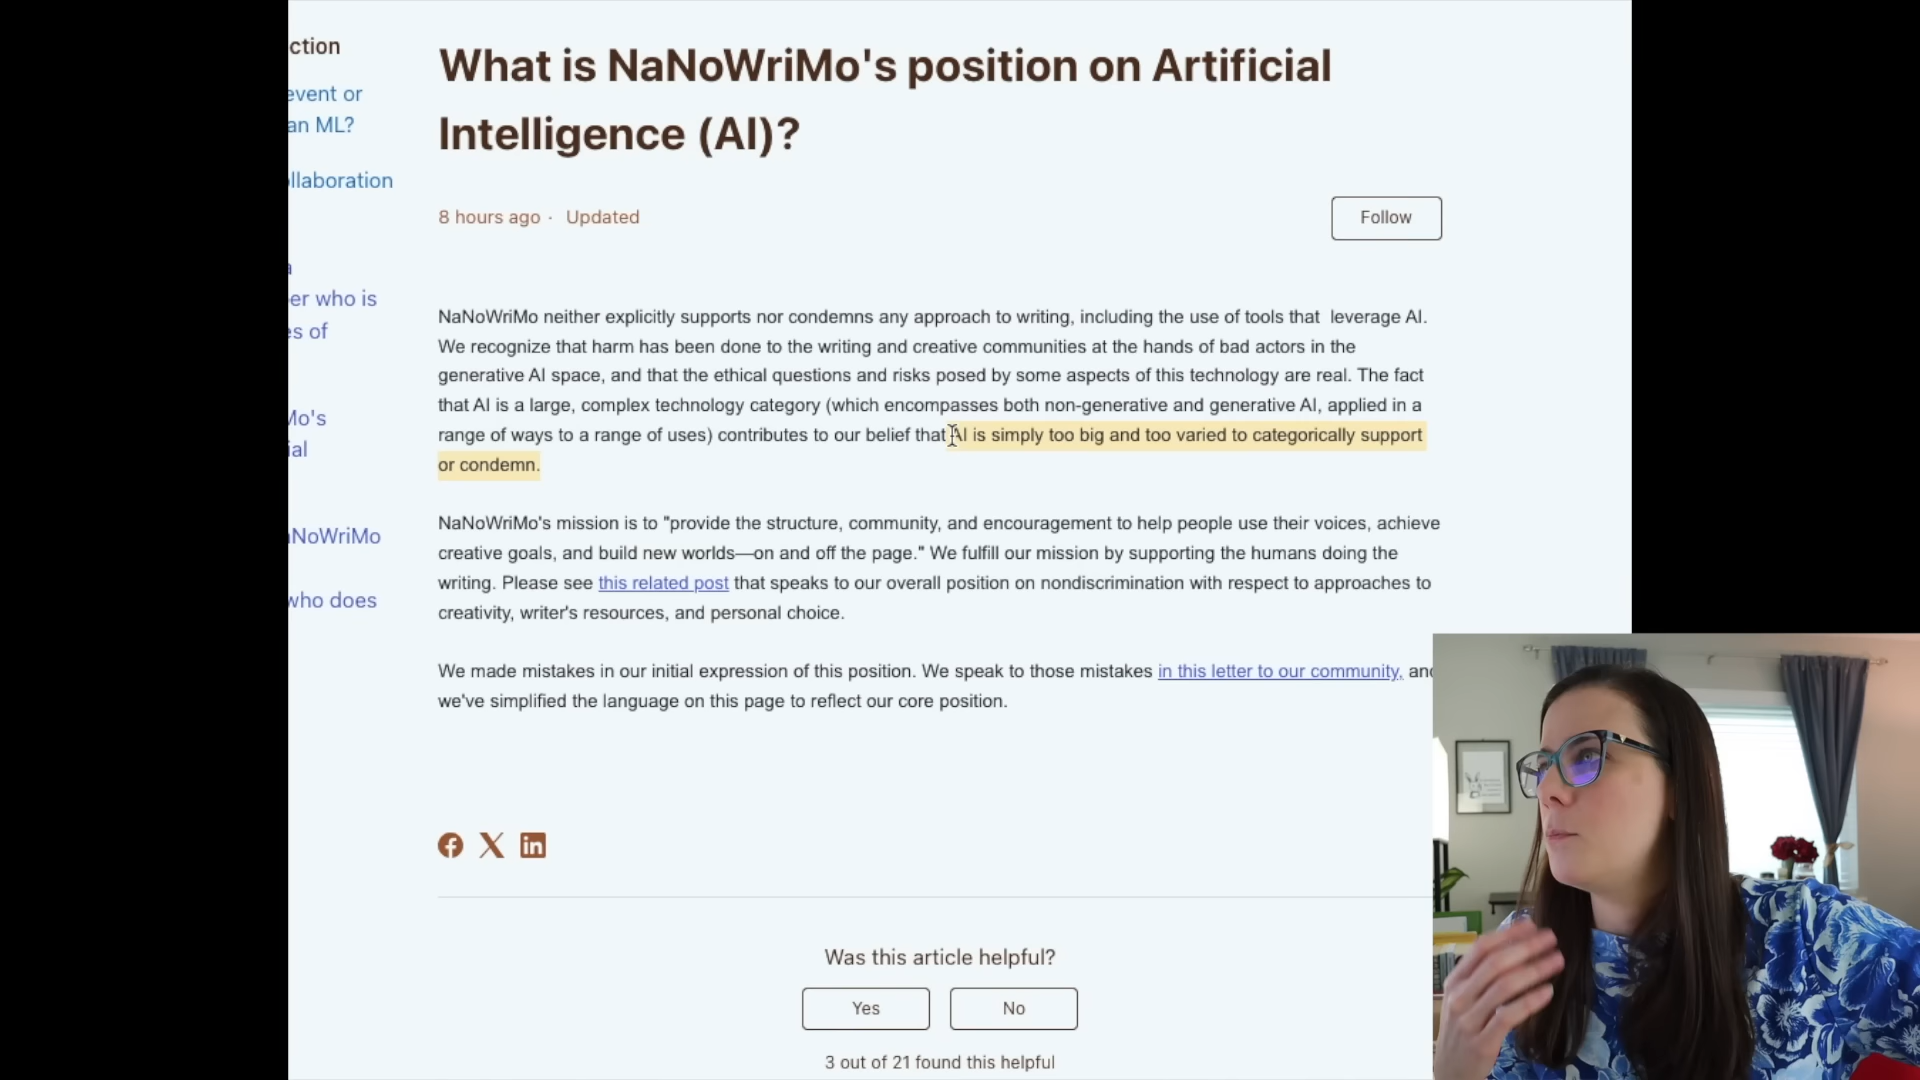 ction
event or
an ML?
ollaboration
er who is
es of
Mo's
ial
NoWriMo
who does
What is NaNoWriMo's position on Artificial
Intelligence (AI)?
8 hours ago · Updated
Follow
NaNoWriMo neither explicitly supports nor condemns any approach to writing, including the use of tools that leverage AI.
We recognize that harm has been done to the writing and creative communities at the hands of bad actors in the
generative AI space, and that the ethical questions and risks posed by some aspects of this technology are real. The fact
that AI is a large, complex technology category (which encompasses both non-generative and generative AI, applied in a
range of ways to a range of uses) contributes to our belief that AI is simply too big and too varied to categorically support
or condemn.
NaNoWriMo's mission is to "provide the structure, community, and encouragement to help people use their voices, achieve
creative goals, and build new worlds—on and off the page." We fulfill our mission by supporting the humans doing the
writing. Please see this related post that speaks to our overall position on nondiscrimination with respect to approaches to
creativity, writer's resources, and personal choice.
We made mistakes in our initial expression of this position. We speak to those mistakes in this letter to our community, and
we've simplified the language on this page to reflect our core position.
Was this article helpful?
Yes
No
3 out of 21 found this helpful